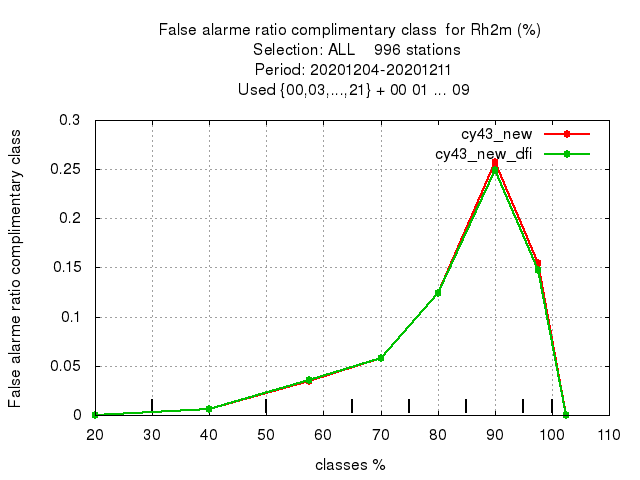 False alarme ratio complimentary class  for Rh2m (%)
Selection: ALL    996 stations
Period: 20201204-20201211
Used {00,03,...,21} + 00 01 ... 09
False alarme ratio complimentary class
0.3
0.25
0.2
0.15
0.1
0.05
0
cy43_new
cy43_new_dfi
20 30 40 50 60 70 80 90 100 110
classes %